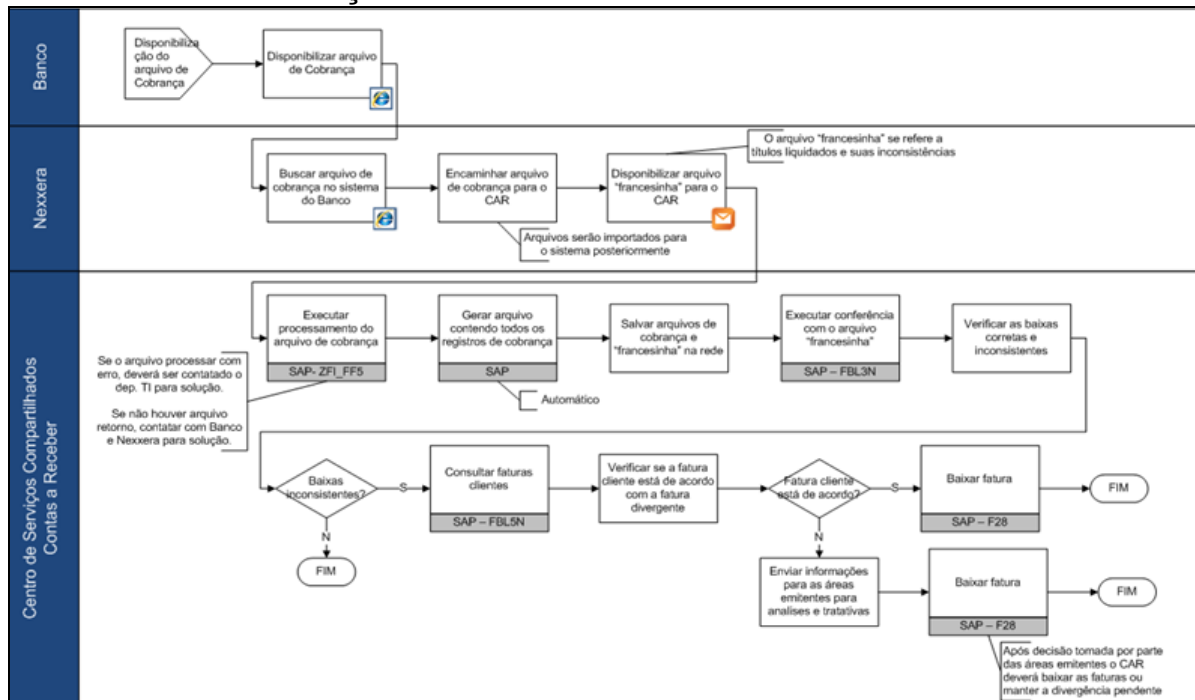 Banco
Disponibiliza
ção do
arquivo de
Cobrança
Disponibilizar arquivo
de Cobrança
Nexxera
O arquivo "francesinha" se refere a
títulos liquidados e suas inconsistências
Buscar arquivo de
cobrança no sistema
do Banco
Encaminhar arquivo
de cobrança para o
CAR
Disponibilizar arquivo
"francesinha" para o
CAR
Arquivos serão importados para
o sistema posteriormente
Centro de Serviços Compartilhados
Contas a Receber
Executar
processamento do
arquivo de cobrança
SAP- ZFI_FF5
Gerar arquivo
contendo todos os
registros de cobrança
SAP
Salvar arquivos de
cobrança e
"francesinha" na rede
Executar conferência
com o arquivo
"francesinha"
SAP – FBL3N
Verificar as baixas
corretas e
inconsistentes
Se o arquivo processar com
erro, deverá ser contatado o
dep. TI para solução.
Se não houver arquivo
retorno, contatar com Banco
e Nexxera para solução.
Automático
Baixas
inconsistentes?
S
N
FIM
Consultar faturas
clientes
SAP – FBL5N
Verificar se a fatura
cliente está de acordo
com a fatura
divergente
Fatura cliente
está de acordo?
S
N
Baixar fatura
SAP – F28
FIM
Enviar informações
para as áreas
emitentes para
analises e tratativas
Baixar fatura
SAP – F28
FIM
Após decisão tomada por parte
das áreas emitentes o CAR
deverá baixar as faturas ou
manter a divergência pendente